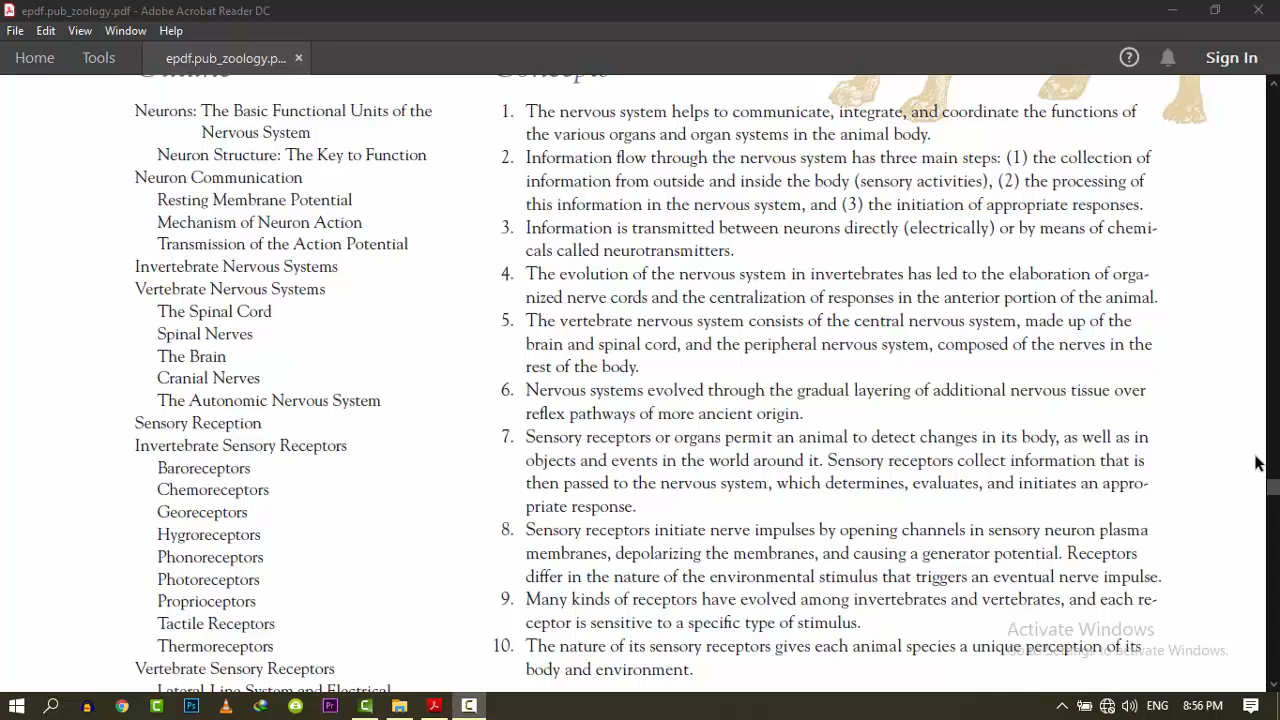 epdf.pub_zoology.pdf - Adobe Acrobat Reader DC
File Edit View Window Help
Home Tools epdf.pub_zoology.p... × Sign In
Concepts
Neurons: The Basic Functional Units of the
Nervous System
Neuron Structure: The Key to Function
Neuron Communication
Resting Membrane Potential
Mechanism of Neuron Action
Transmission of the Action Potential
Invertebrate Nervous Systems
Vertebrate Nervous Systems
The Spinal Cord
Spinal Nerves
The Brain
Cranial Nerves
The Autonomic Nervous System
Sensory Reception
Invertebrate Sensory Receptors
Baroreceptors
Chemoreceptors
Georeceptors
Hygroreceptors
Phonoreceptors
Photoreceptors
Proprioceptors
Tactile Receptors
Thermoreceptors
Vertebrate Sensory Receptors
Lateral-Line System and Electrical
1. The nervous system helps to communicate, integrate, and coordinate the functions of
the various organs and organ systems in the animal body.
2. Information flow through the nervous system has three main steps: (1) the collection of
information from outside and inside the body (sensory activities), (2) the processing of
this information in the nervous system, and (3) the initiation of appropriate responses.
3. Information is transmitted between neurons directly (electrically) or by means of chemi-
cals called neurotransmitters.
4. The evolution of the nervous system in invertebrates has led to the elaboration of orga-
nized nerve cords and the centralization of responses in the anterior portion of the animal.
5. The vertebrate nervous system consists of the central nervous system, made up of the
brain and spinal cord, and the peripheral nervous system, composed of the nerves in the
rest of the body.
6. Nervous systems evolved through the gradual layering of additional nervous tissue over
reflex pathways of more ancient origin.
7. Sensory receptors or organs permit an animal to detect changes in its body, as well as in
objects and events in the world around it. Sensory receptors collect information that is
then passed to the nervous system, which determines, evaluates, and initiates an appro-
priate response.
8. Sensory receptors initiate nerve impulses by opening channels in sensory neuron plasma
membranes, depolarizing the membranes, and causing a generator potential. Receptors
differ in the nature of the environmental stimulus that triggers an eventual nerve impulse.
9. Many kinds of receptors have evolved among invertebrates and vertebrates, and each re-
ceptor is sensitive to a specific type of stimulus.
10. The nature of its sensory receptors gives each animal species a unique perception of its
body and environment.
Activate Windows
Go to Settings to activate Windows.
ENG 8:56 PM